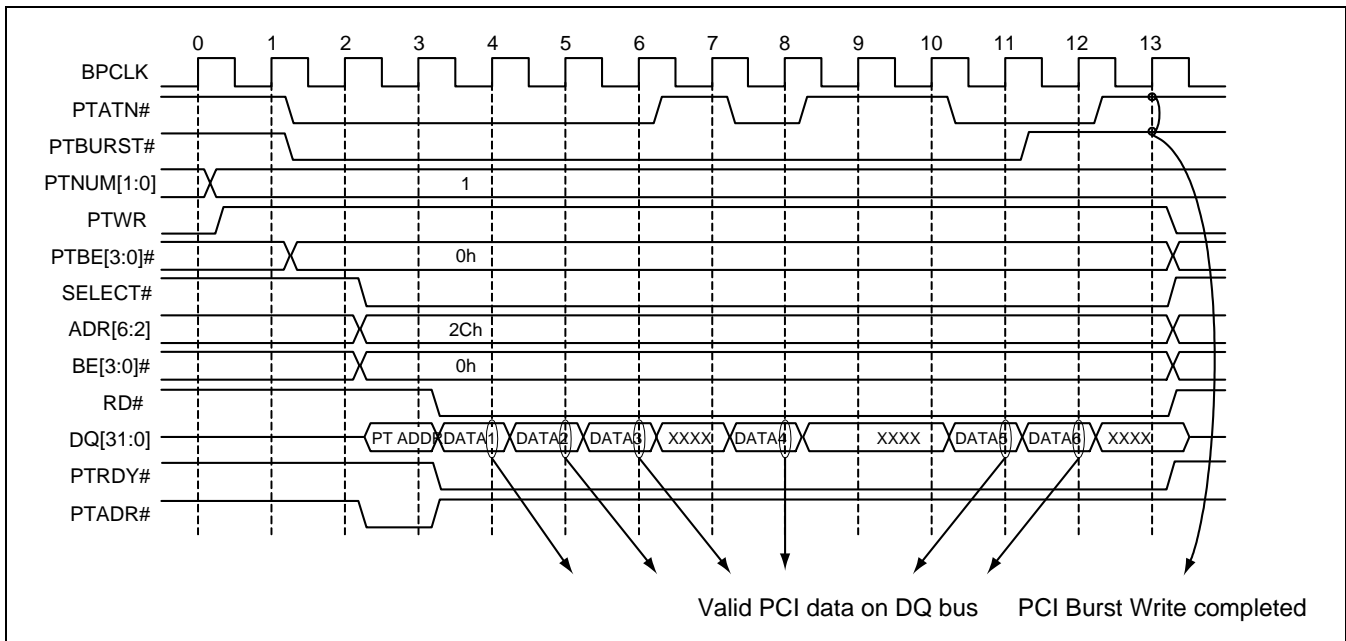 0 1 2 3 4 5 6 7 8 9 10 11 12 13
BPCLK
PTATN#
PTBURST#
PTNUM[1:0] 1
PTWR
PTBE[3:0]# 0h
SELECT#
ADR[6:2] 2Ch
BE[3:0]# 0h
RD#
DQ[31:0] PT ADDR DATA1 DATA2 DATA3 XXXX DATA4 XXXX DATA5 DATA6 XXXX
PTRDY#
PTADR#
Valid PCI data on DQ bus PCI Burst Write completed